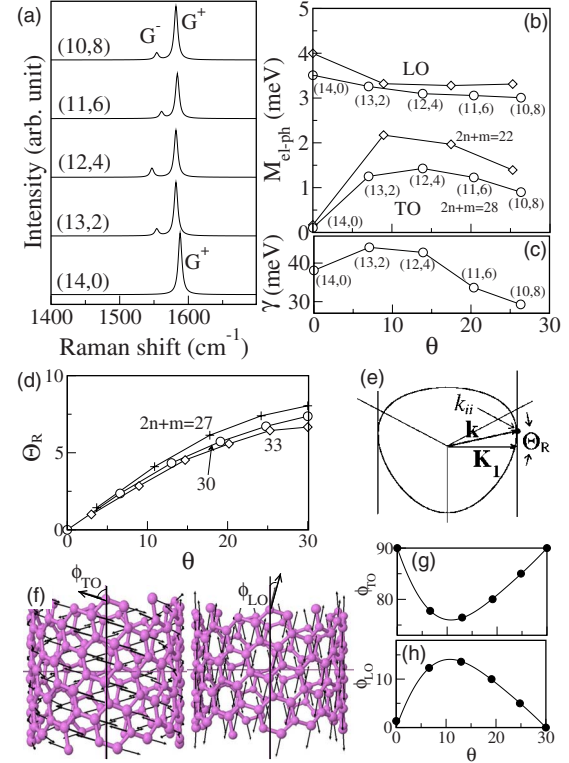 (a)
G⁻ G⁺
(10,8)
(11,6)
(12,4)
(13,2)
(14,0)
G⁺
Intensity (arb. unit)
1400 1500 1600
Raman shift (cm⁻¹)
(b)
5
4
3
2
1
0
M_el-ph (meV)
LO
(14,0)
(13,2)
(12,4)
(11,6)
(10,8)
2n+m=22
(13,2)
(12,4)
(11,6)
(10,8)
TO
2n+m=28
(14,0)
(c)
40
30
γ (meV)
(14,0)
(13,2)
(12,4)
(11,6)
(10,8)
0 10 20 30
θ
(d)
10
5
0
Θ_R
2n+m=27
30
33
0 10 20 30
θ
(e)
k_ii
k
K₁
Θ_R
(f)
ϕ_TO
ϕ_LO
(g)
90
80
ϕ_TO
(h)
10
0
ϕ_LO
0 10 20 30
θ